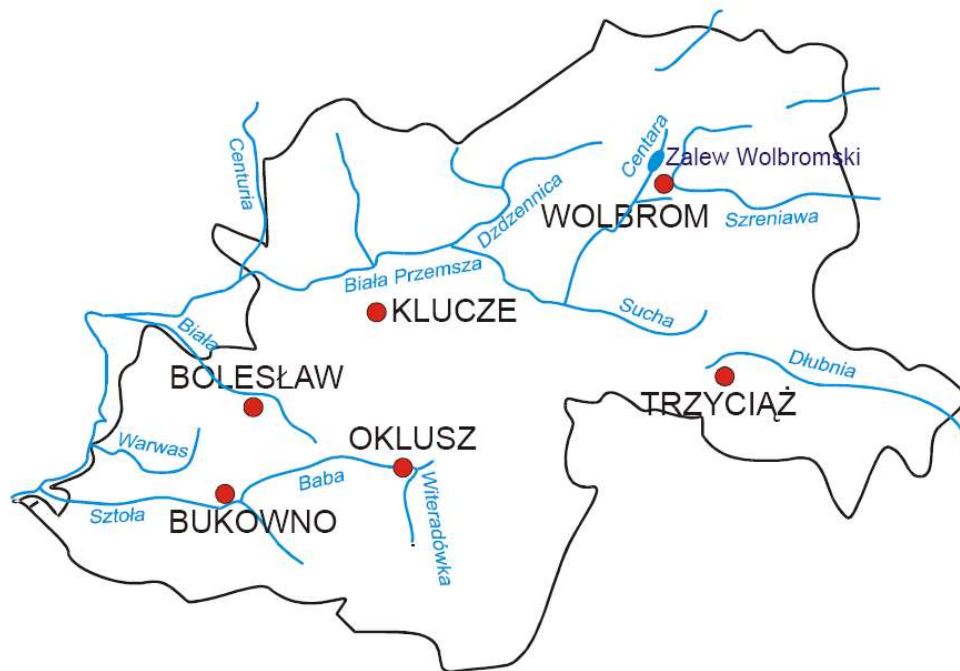 Centuria
Centara
Zalew Wolbromski
Dzdzennica
WOLBROM
Szreniawa
Biała Przemsza
KLUCZE
Sucha
Biała
BOLESŁAW
Dłubnia
TRZYCIĄŻ
Warwas
OKLUSZ
Baba
Witeradówka
Sztoła
BUKOWNO